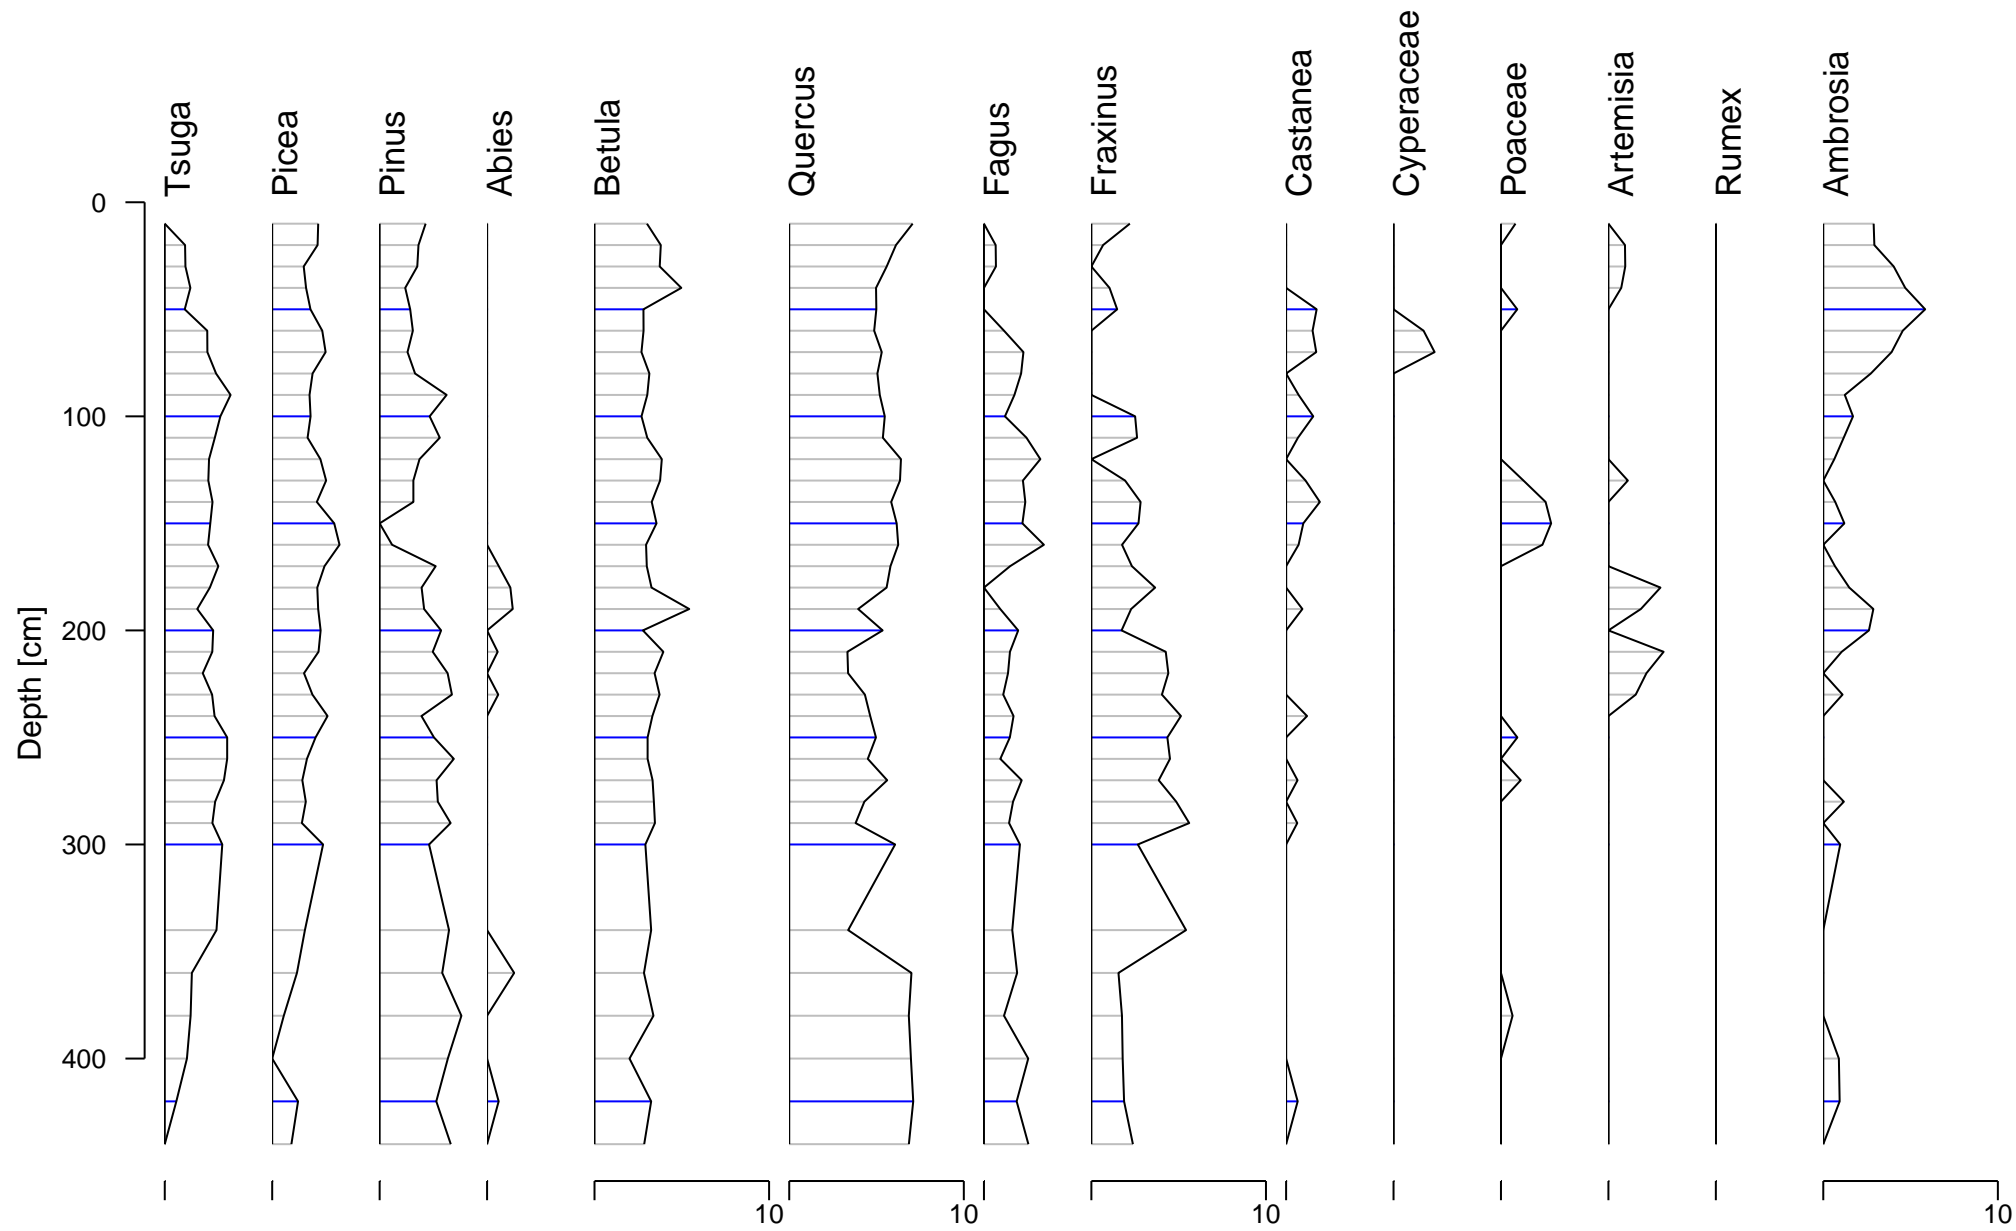 Tsuga
Picea
Pinus
Abies
Betula
Quercus
Fagus
Fraxinus
Castanea
Cyperaceae
Poaceae
Artemisia
Rumex
Ambrosia
Depth [cm]
0
100
200
300
400
10
10
10
10